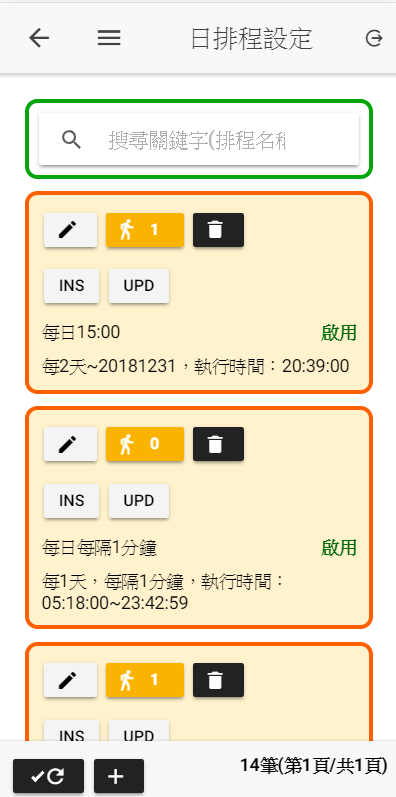 日排程設定
搜尋關鍵字(排程名稱
1
INS UPD
每日15:00 啟用
每2天~20181231，執行時間：20:39:00
0
INS UPD
每日每隔1分鐘 啟用
每1天，每隔1分鐘，執行時間：
05:18:00~23:42:59
1
INS UPD
14筆(第1頁/共1頁)